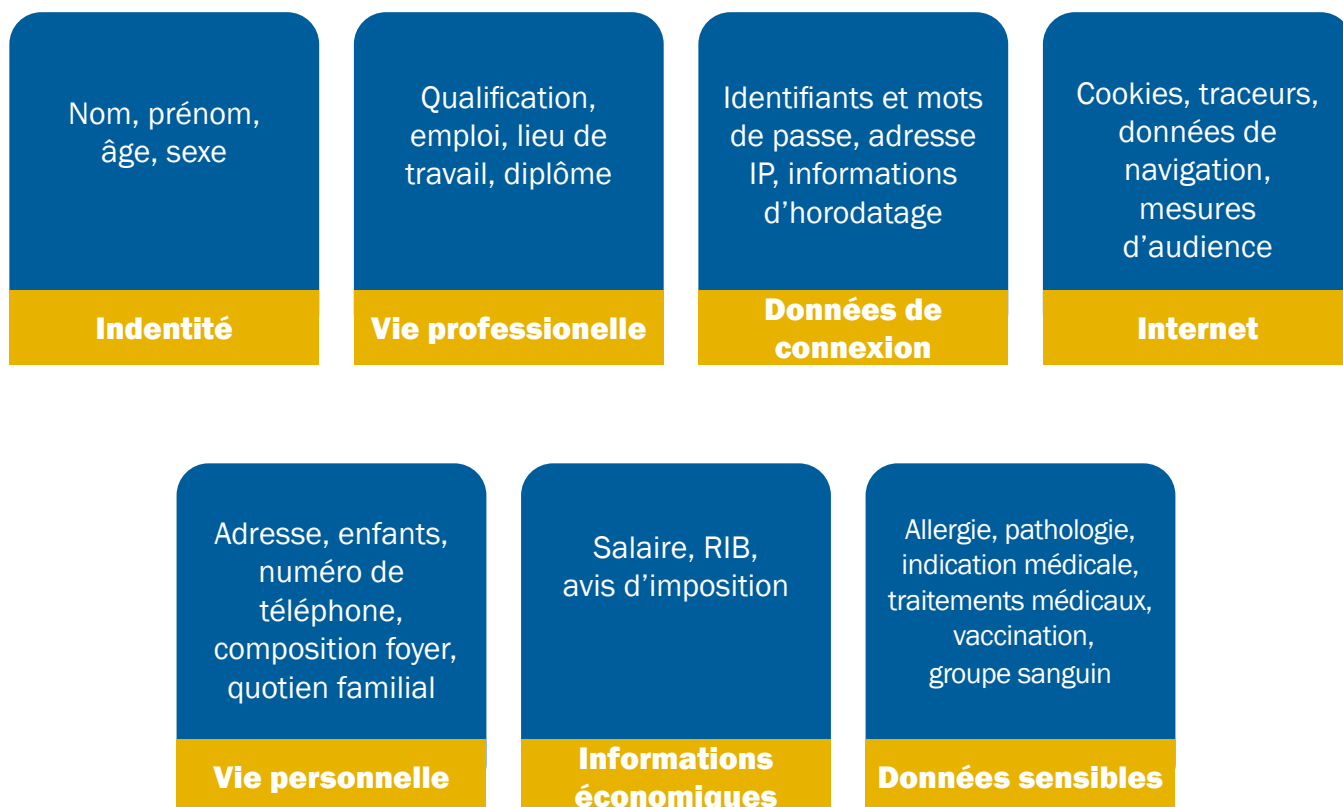 Nom, prénom,
âge, sexe
Indentité
Qualification,
emploi, lieu de
travail, diplôme
Vie professionelle
Identifiants et mots
de passe, adresse
IP, informations
d’horodatage
Données de
connexion
Cookies, traceurs,
données de
navigation,
mesures
d’audience
Internet
Adresse, enfants,
numéro de
téléphone,
composition foyer,
quotien familial
Vie personnelle
Salaire, RIB,
avis d’imposition
Informations
économiques
Allergie, pathologie,
indication médicale,
traitements médicaux,
vaccination,
groupe sanguin
Données sensibles